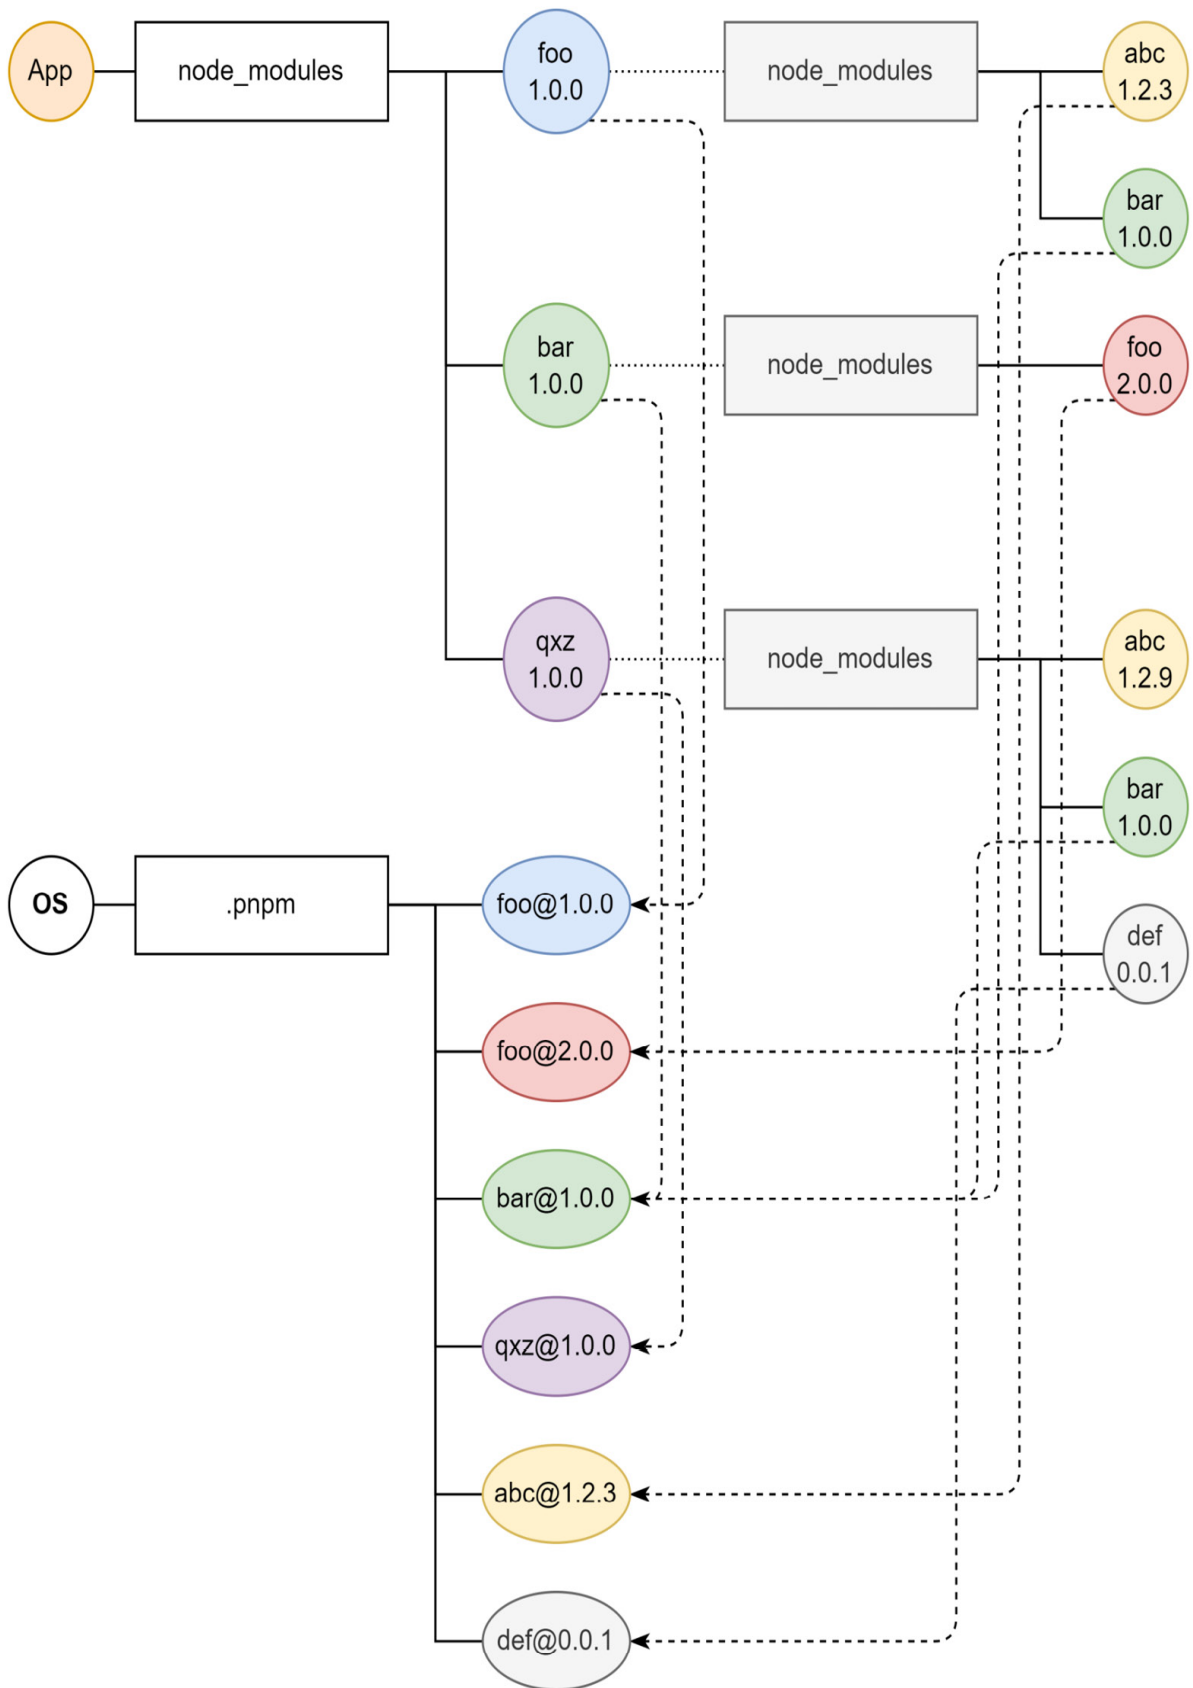 App
node_modules
foo
1.0.0
node_modules
abc
1.2.3
bar
1.0.0
bar
1.0.0
node_modules
foo
2.0.0
qxz
1.0.0
node_modules
abc
1.2.9
bar
1.0.0
def
0.0.1
OS
.pnpm
foo@1.0.0
foo@2.0.0
bar@1.0.0
qxz@1.0.0
abc@1.2.3
def@0.0.1